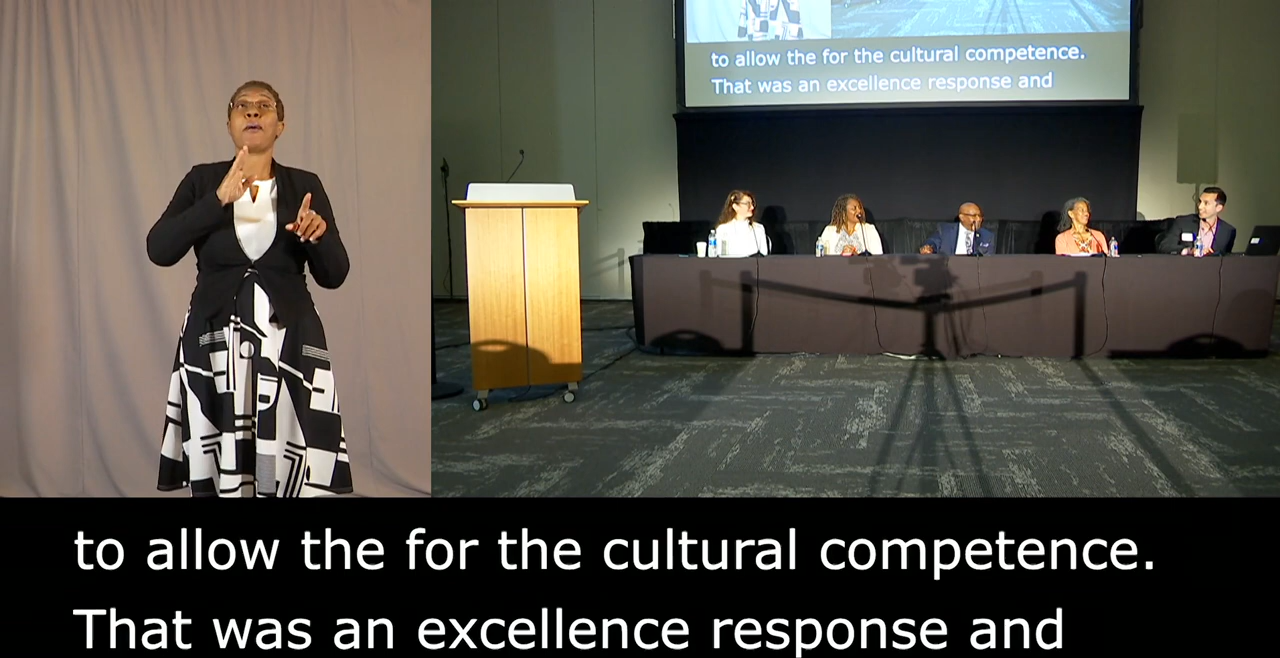 to allow the for the cultural competence.
That was an excellence response and
to allow the for the cultural competence.
That was an excellence response and